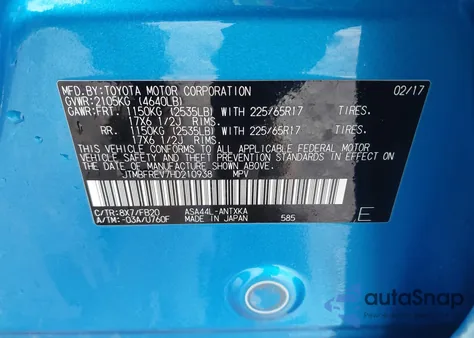 MFD.BY:TOYOTA MOTOR CORPORATION 02/17
GVWR:2105KG (4640LB)
GAWR:FRT. 1150KG (2535LB) WITH 225/65R17 TIRES.
17X6 1/2J RIMS
RR. 1150KG (2535LB) WITH 225/65R17 TIRES.
17X6 1/2J RIMS
THIS VEHICLE CONFORMS TO ALL APPLICABLE FEDERAL MOTOR
VEHICLE SAFETY AND BUMPER STANDARDS IN EFFECT ON THE
DATE OF MANUFACTURE SHOWN ABOVE.
JTMBFREV7HD210938 MPV
C/TR:8X7/FB20 ASA44L-ANTXKA
A/TM:-03A/U760F MADE IN JAPAN 585 E
autoSnap